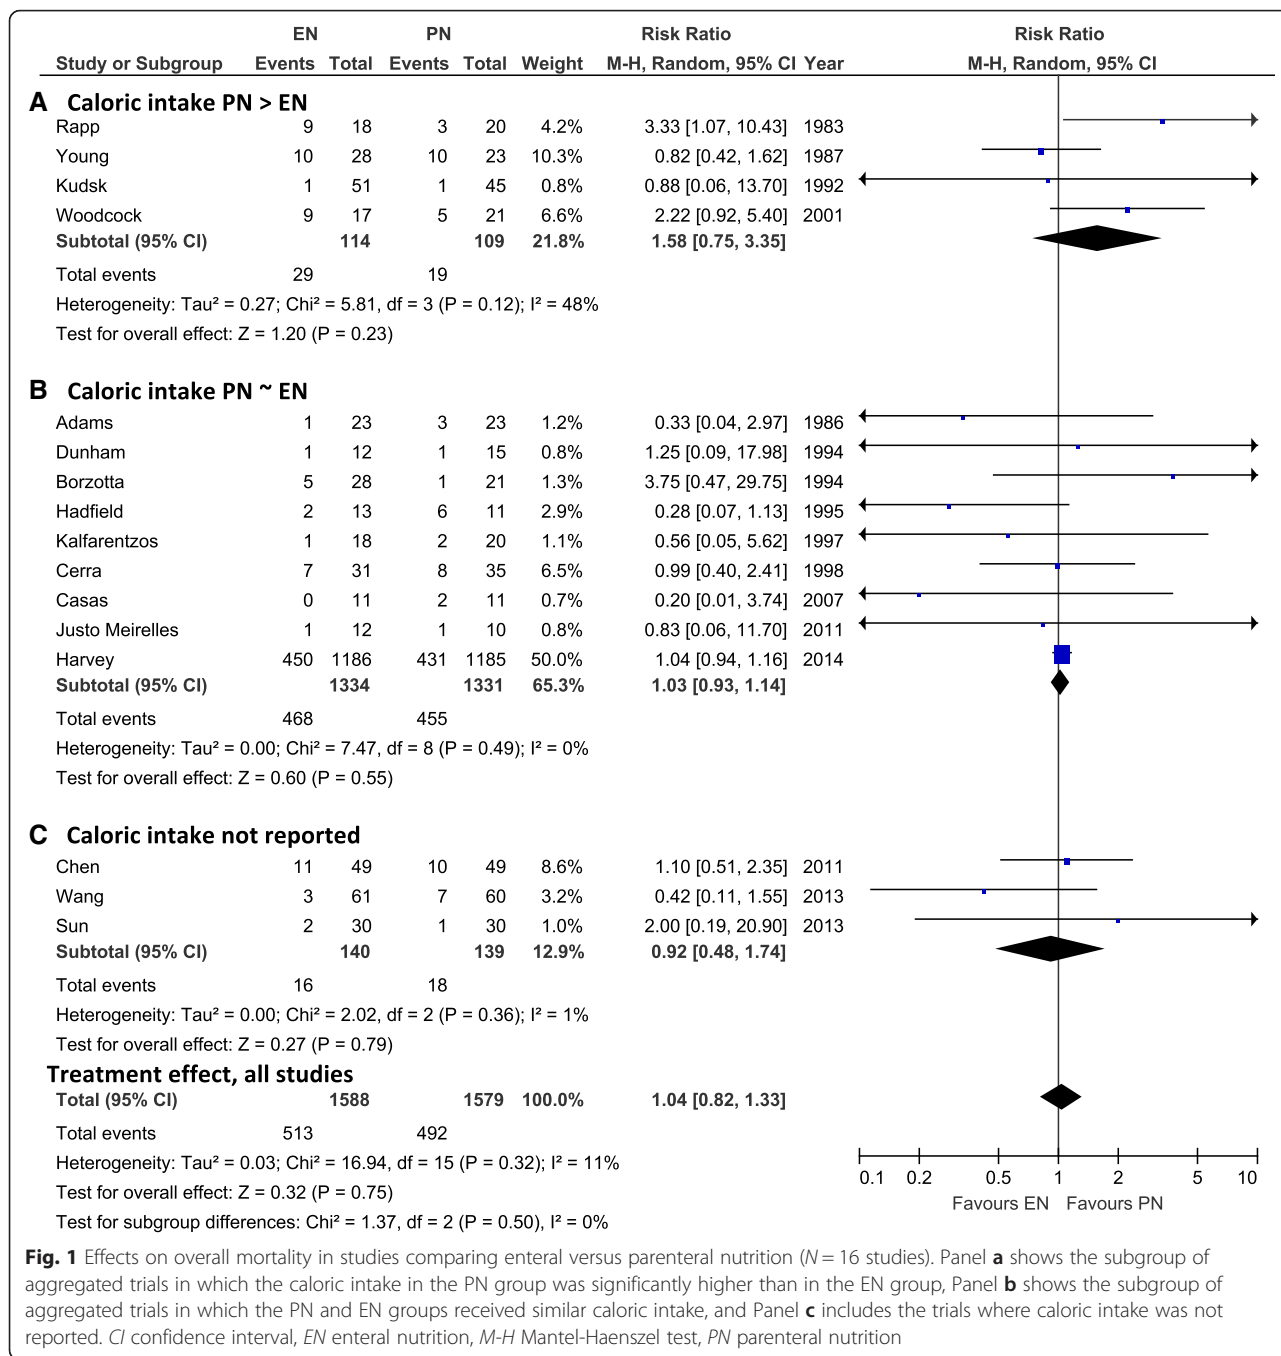 EN PN Risk Ratio Risk Ratio
Study or Subgroup Events Total Events Total Weight M-H, Random, 95% CI Year M-H, Random, 95% CI
A Caloric intake PN > EN
Rapp 9 18 3 20 4.2% 3.33 [1.07, 10.43] 1983
Young 10 28 10 23 10.3% 0.82 [0.42, 1.62] 1987
Kudsk 1 51 1 45 0.8% 0.88 [0.06, 13.70] 1992
Woodcock 9 17 5 21 6.6% 2.22 [0.92, 5.40] 2001
Subtotal (95% CI) 114 109 21.8% 1.58 [0.75, 3.35]
Total events 29 19
Heterogeneity: Tau² = 0.27; Chi² = 5.81, df = 3 (P = 0.12); I² = 48%
Test for overall effect: Z = 1.20 (P = 0.23)
B Caloric intake PN ~ EN
Adams 1 23 3 23 1.2% 0.33 [0.04, 2.97] 1986
Dunham 1 12 1 15 0.8% 1.25 [0.09, 17.98] 1994
Borzotta 5 28 1 21 1.3% 3.75 [0.47, 29.75] 1994
Hadfield 2 13 6 11 2.9% 0.28 [0.07, 1.13] 1995
Kalfarentzos 1 18 2 20 1.1% 0.56 [0.05, 5.62] 1997
Cerra 7 31 8 35 6.5% 0.99 [0.40, 2.41] 1998
Casas 0 11 2 11 0.7% 0.20 [0.01, 3.74] 2007
Justo Meirelles 1 12 1 10 0.8% 0.83 [0.06, 11.70] 2011
Harvey 450 1186 431 1185 50.0% 1.04 [0.94, 1.16] 2014
Subtotal (95% CI) 1334 1331 65.3% 1.03 [0.93, 1.14]
Total events 468 455
Heterogeneity: Tau² = 0.00; Chi² = 7.47, df = 8 (P = 0.49); I² = 0%
Test for overall effect: Z = 0.60 (P = 0.55)
C Caloric intake not reported
Chen 11 49 10 49 8.6% 1.10 [0.51, 2.35] 2011
Wang 3 61 7 60 3.2% 0.42 [0.11, 1.55] 2013
Sun 2 30 1 30 1.0% 2.00 [0.19, 20.90] 2013
Subtotal (95% CI) 140 139 12.9% 0.92 [0.48, 1.74]
Total events 16 18
Heterogeneity: Tau² = 0.00; Chi² = 2.02, df = 2 (P = 0.36); I² = 1%
Test for overall effect: Z = 0.27 (P = 0.79)
Treatment effect, all studies
Total (95% CI) 1588 1579 100.0% 1.04 [0.82, 1.33]
Total events 513 492
Heterogeneity: Tau² = 0.03; Chi² = 16.94, df = 15 (P = 0.32); I² = 11%
Test for overall effect: Z = 0.32 (P = 0.75)
Test for subgroup differences: Chi² = 1.37, df = 2 (P = 0.50), I² = 0%
0.1 0.2 0.5 1 2 5 10
Favours EN Favours PN
Fig. 1 Effects on overall mortality in studies comparing enteral versus parenteral nutrition (N = 16 studies). Panel a shows the subgroup of
aggregated trials in which the caloric intake in the PN group was significantly higher than in the EN group, Panel b shows the subgroup of
aggregated trials in which the PN and EN groups received similar caloric intake, and Panel c includes the trials where caloric intake was not
reported. CI confidence interval, EN enteral nutrition, M-H Mantel-Haenszel test, PN parenteral nutrition